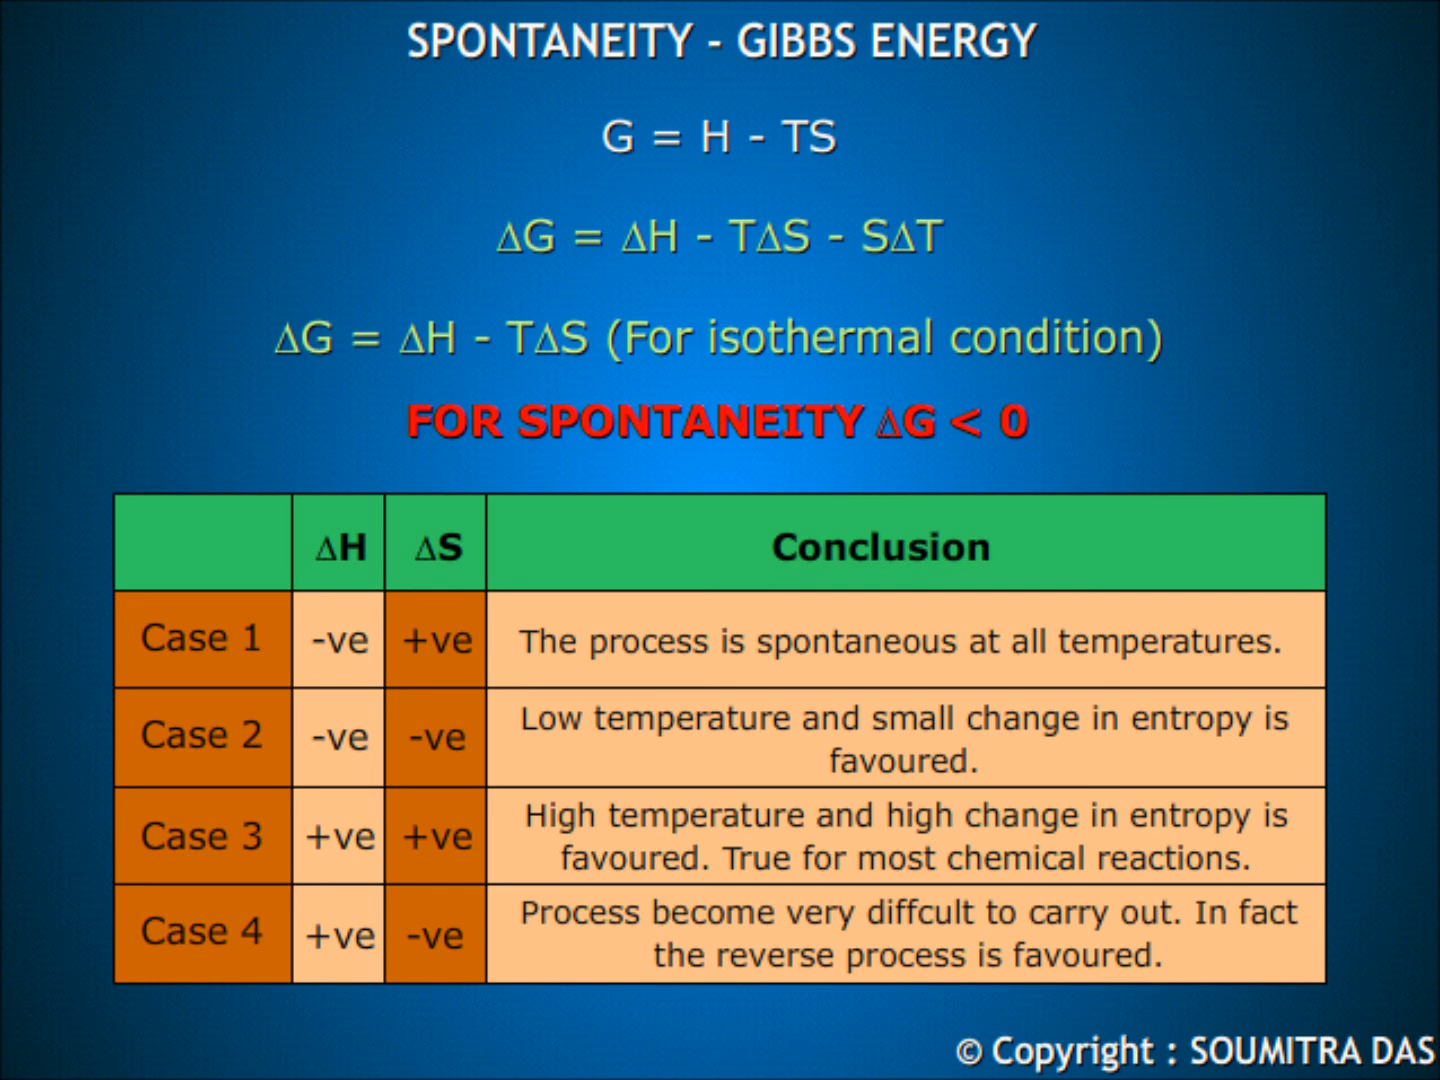 SPONTANEITY - GIBBS ENERGY
G = H - TS
ΔG = ΔH - TΔS - SΔT
ΔG = ΔH - TΔS (For isothermal condition)
FOR SPONTANEITY ΔG < 0
ΔH ΔS Conclusion
Case 1 -ve +ve The process is spontaneous at all temperatures.
Case 2 -ve -ve Low temperature and small change in entropy is
favoured.
Case 3 +ve +ve High temperature and high change in entropy is
favoured. True for most chemical reactions.
Case 4 +ve -ve Process become very diffcult to carry out. In fact
the reverse process is favoured.
© Copyright : SOUMITRA DAS